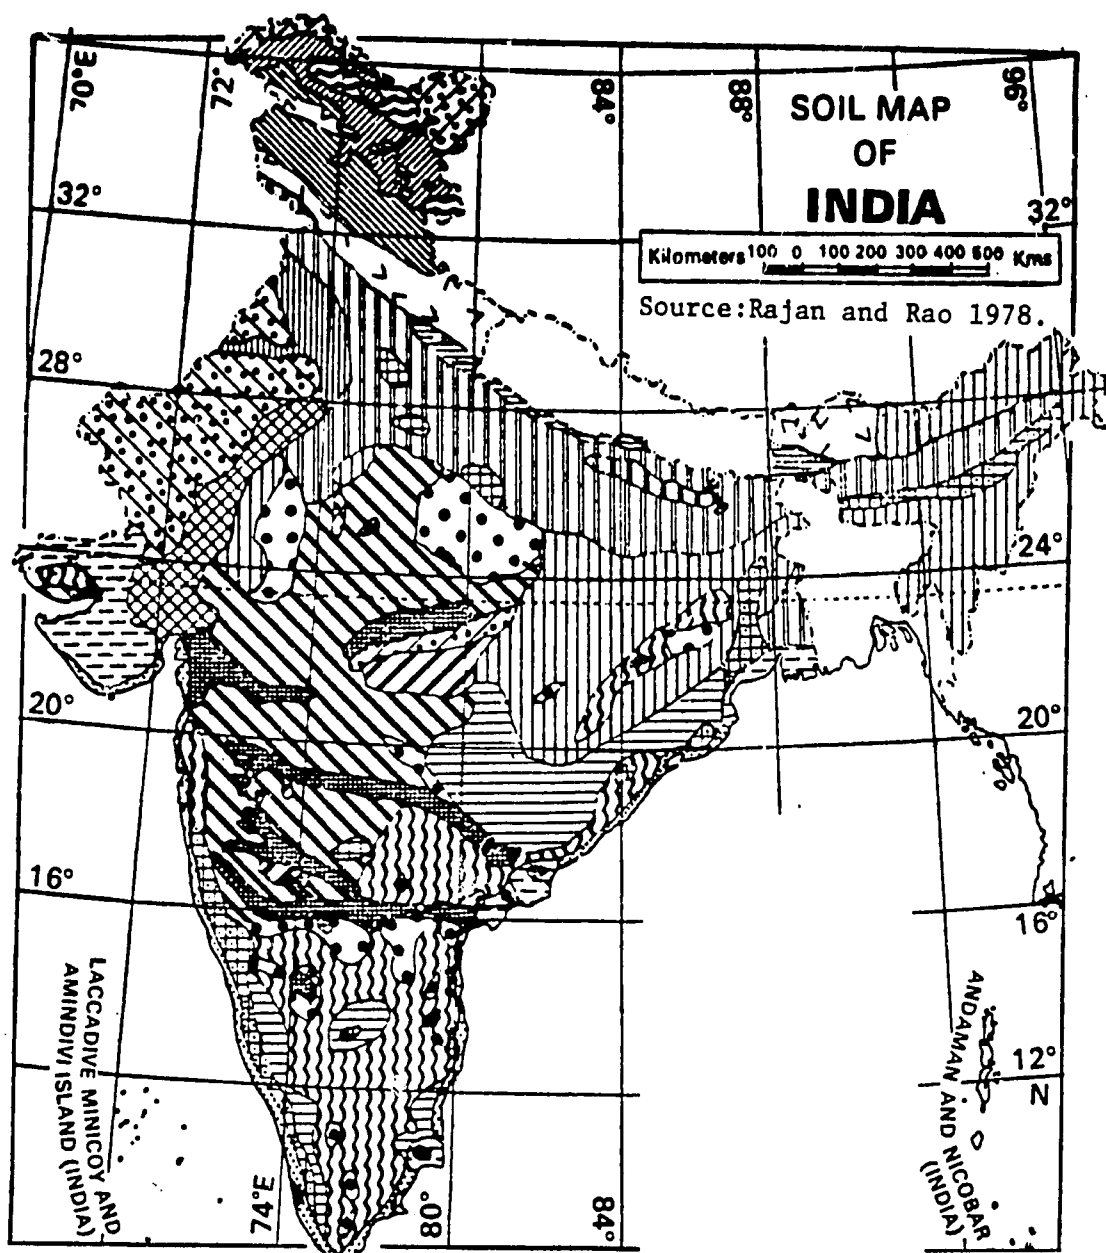 70°E
72°
84°
88°
96°
SOIL MAP
OF
INDIA
32°
32°
Kilometers 100 0 100 200 300 400 500 Kms
Source:Rajan and Rao 1978.
28°
24°
20°
20°
16°
16°
LACCADIVE MINICOY AND
AMINDIVI ISLAND (INDIA)
ANDAMAN AND NICOBAR
(INDIA)
12°
N
74°E
80°
84°